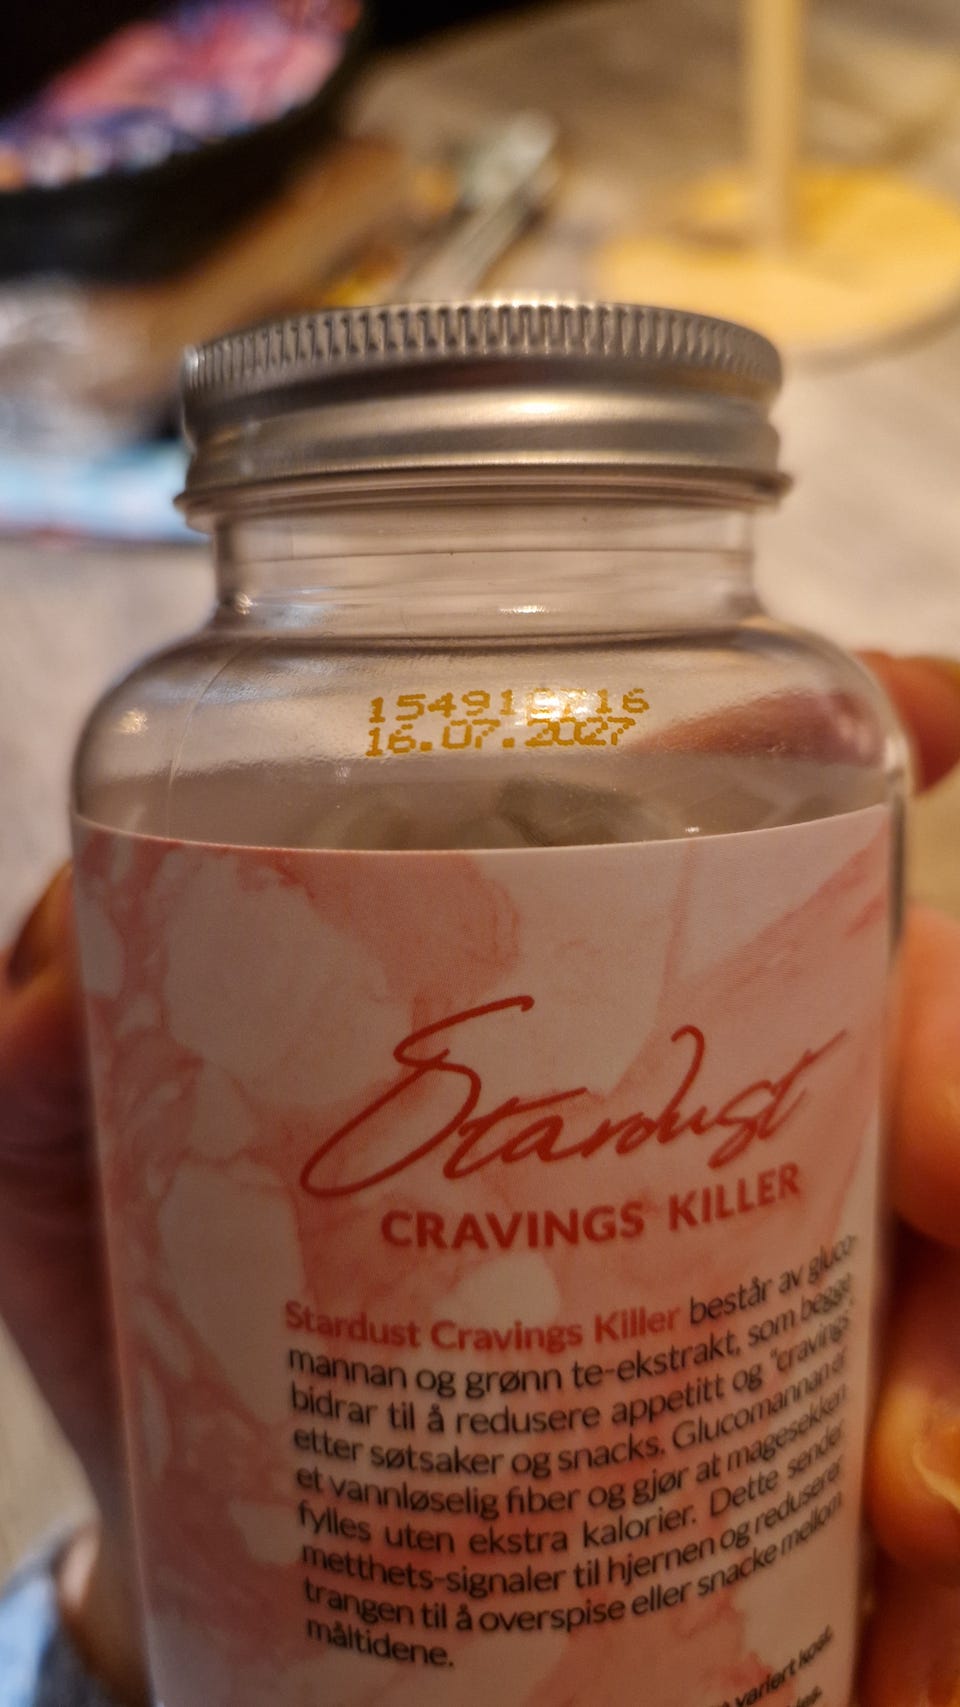 16.07.2027
Stardust
CRAVINGS KILLER
Stardust Cravings Killer består av gluco-
mannan og grønn te-ekstrakt, som begge
bidrar til å redusere appetitt og "cravings"
etter søtsaker og snacks. Glucomannan er
et vannløselig fiber og gjør at magesekken
fylles uten ekstra kalorier. Dette sender
metthets-signaler til hjernen og reduserer
trangen til å overspise eller snacke mellom
måltidene.
variert kost.